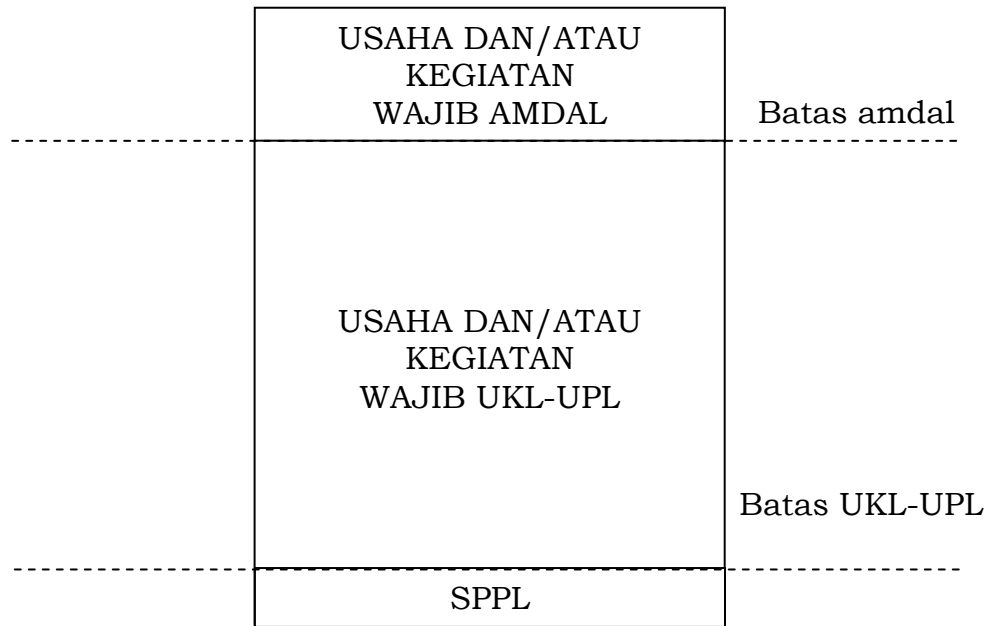 USAHA DAN/ATAU
KEGIATAN
WAJIB AMDAL
Batas amdal
USAHA DAN/ATAU
KEGIATAN
WAJIB UKL-UPL
Batas UKL-UPL
SPPL